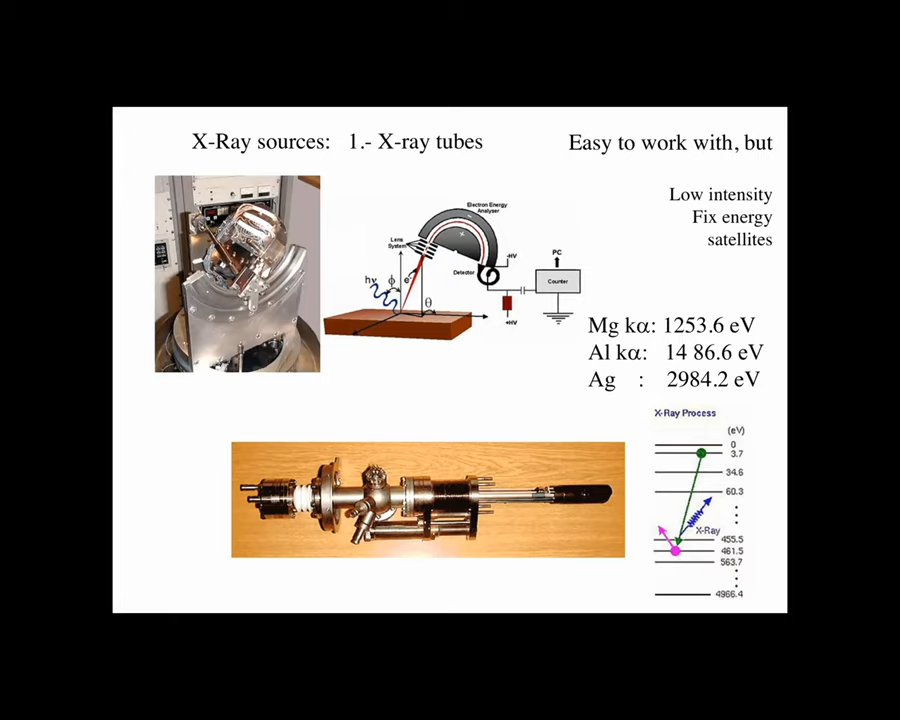 X-Ray sources: 1.- X-ray tubes
Easy to work with, but
Low intensity
Fix energy
satellites
Electron Energy
Analyser
Lens
System
hν
ϕ
e
θ
Detector
-HV
+HV
PC
Counter
Mg kα: 1253.6 eV
Al kα: 14 86.6 eV
Ag : 2984.2 eV
X-Ray Process
(eV)
0
3.7
34.6
60.3
X-Ray
455.5
461.5
563.7
4966.4